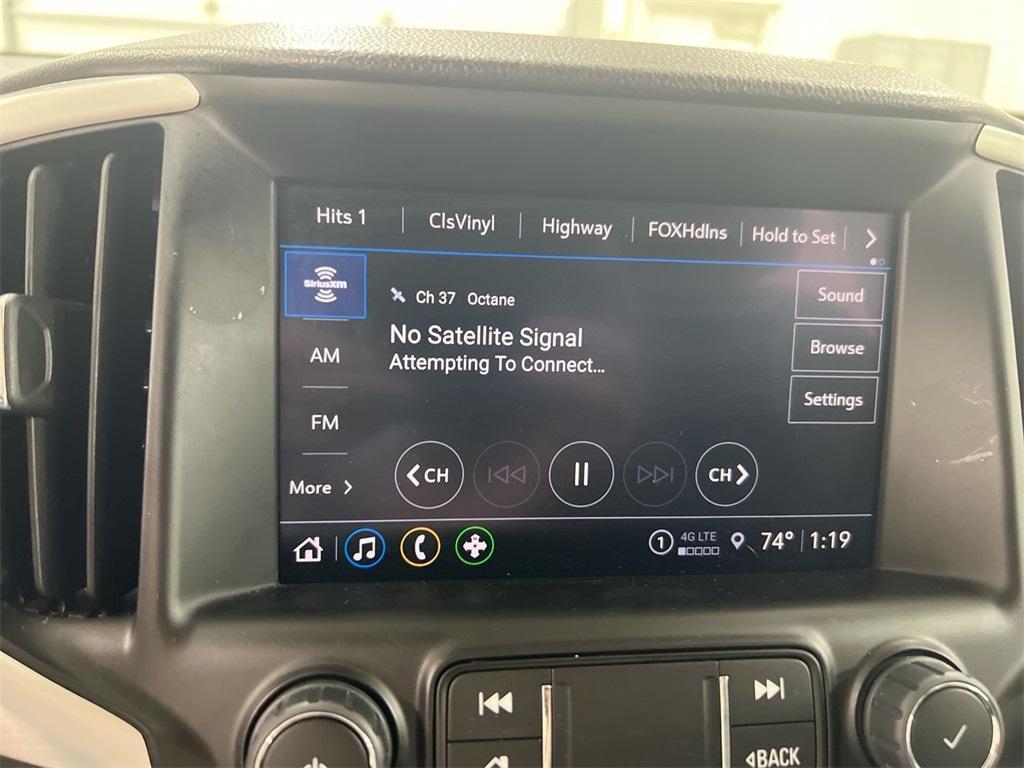 Hits 1
ClsVinyl
Highway
FOXHdlns
Hold to Set
SiriusXM
Ch 37 Octane
Sound
No Satellite Signal
AM
Attempting To Connect...
Browse
Settings
FM
CH
CH
More
1
4G LTE
74°
1:19
BACK